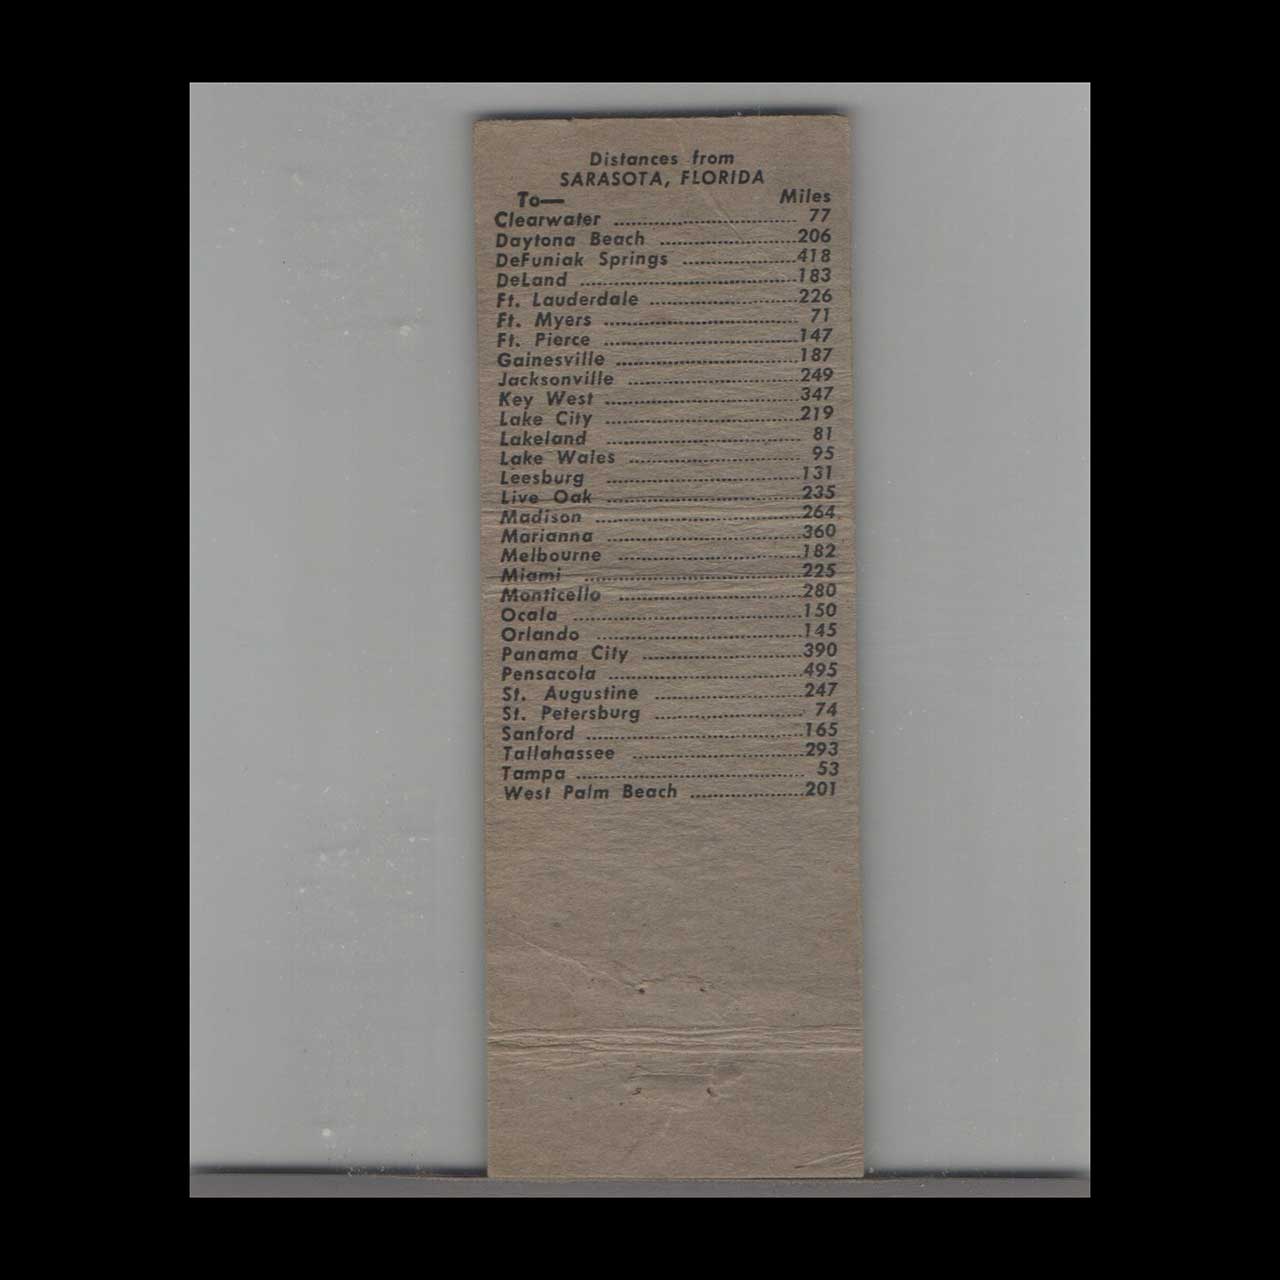 Distances from
SARASOTA, FLORIDA
To— Miles
Clearwater 77
Daytona Beach 206
DeFuniak Springs 418
DeLand 183
Ft. Lauderdale 226
Ft. Myers 71
Ft. Pierce 147
Gainesville 187
Jacksonville 249
Key West 347
Lake City 219
Lakeland 81
Lake Wales 95
Leesburg 131
Live Oak 235
Madison 264
Marianna 360
Melbourne 182
Miami 225
Monticello 280
Ocala 150
Orlando 145
Panama City 390
Pensacola 495
St. Augustine 247
St. Petersburg 74
Sanford 165
Tallahassee 293
Tampa 53
West Palm Beach 201